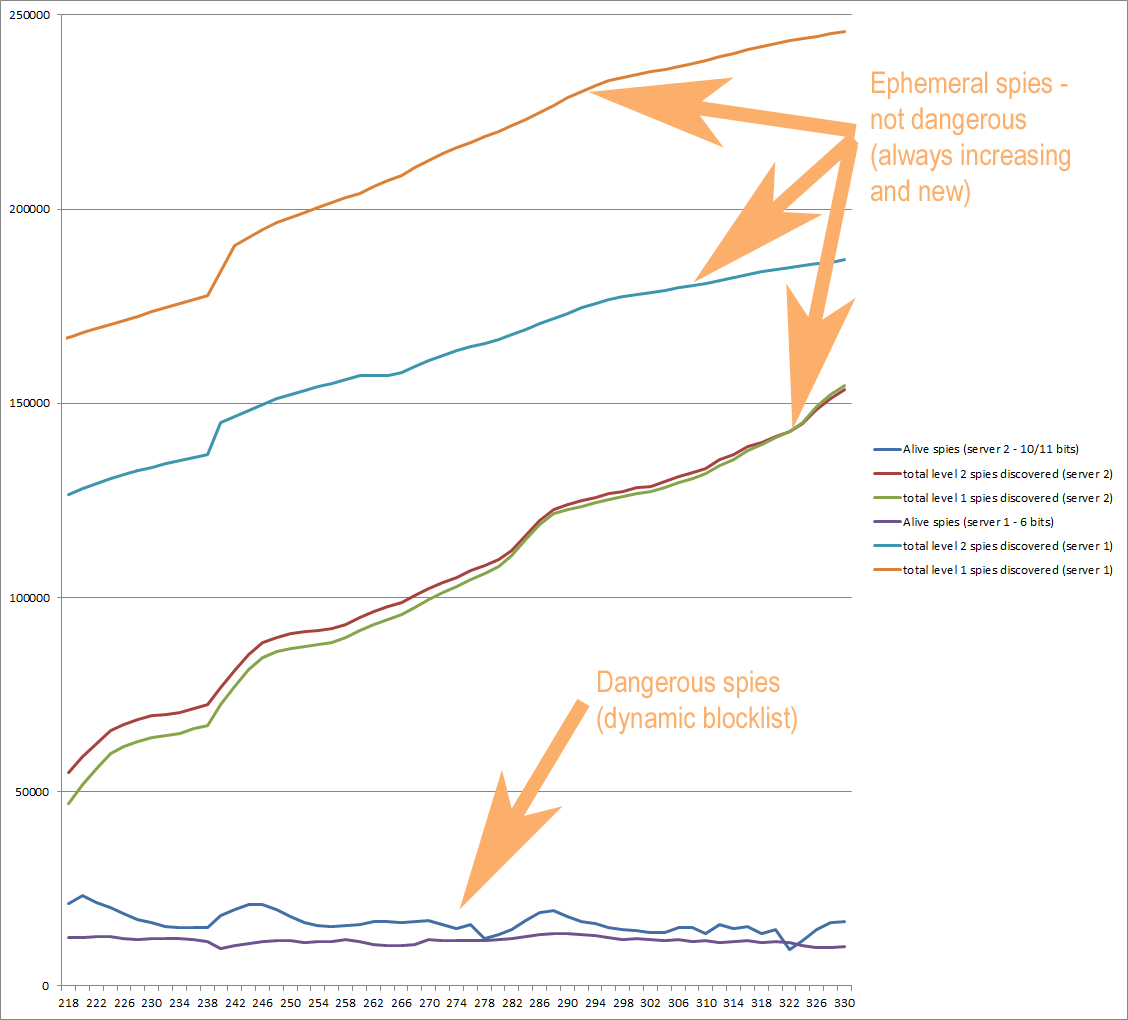 250000
200000
150000
100000
50000
0
218 222 226 230 234 238 242 246 250 254 258 262 266 270 274 278 282 286 290 294 298 302 306 310 314 318 322 326 330
Ephemeral spies -
not dangerous
(always increasing
and new)
Dangerous spies
(dynamic blocklist)
Alive spies (server 2 - 10/11 bits)
total level 2 spies discovered (server 2)
total level 1 spies discovered (server 2)
Alive spies (server 1 - 6 bits)
total level 2 spies discovered (server 1)
total level 1 spies discovered (server 1)